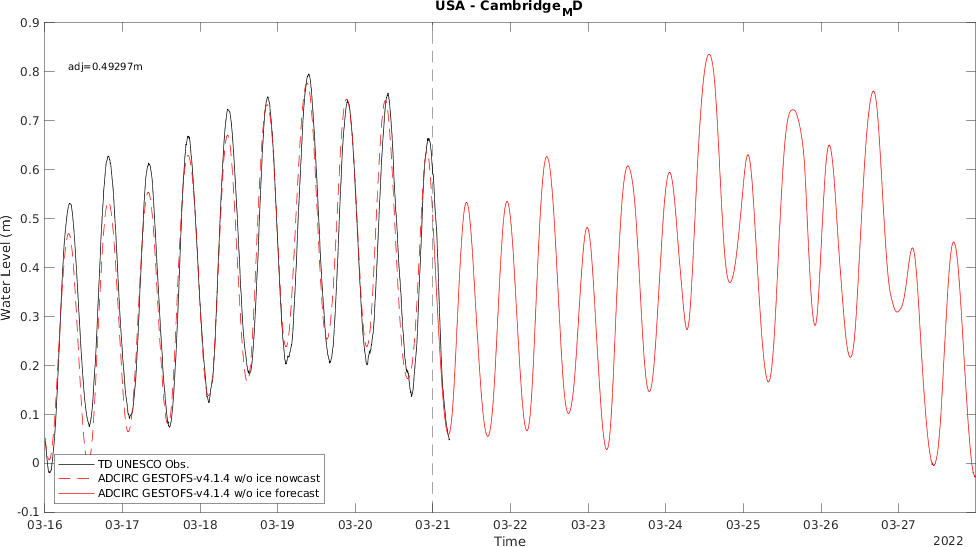 USA - Cambridge_MD
0.9
0.8
0.7
0.6
0.5
0.4
0.3
0.2
0.1
0
-0.1
adj=0.49297m
Water Level (m)
TD UNESCO Obs.
ADCIRC GESTOFS-v4.1.4 w/o ice nowcast
ADCIRC GESTOFS-v4.1.4 w/o ice forecast
03-16 03-17 03-18 03-19 03-20 03-21 03-22 03-23 03-24 03-25 03-26 03-27
Time
2022